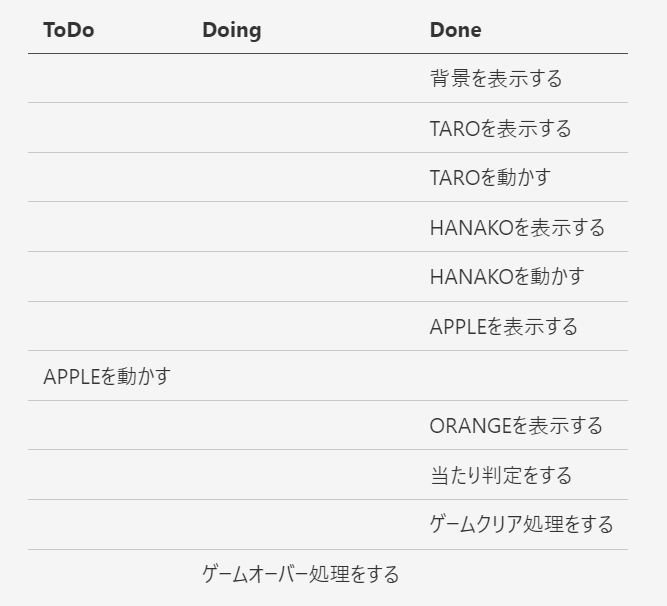 ToDo Doing Done
背景を表示する
TAROを表示する
TAROを動かす
HANAKOを表示する
HANAKOを動かす
APPLEを表示する
APPLEを動かす
ORANGEを表示する
当たり判定をする
ゲームクリア処理をする
ゲームオーバー処理をする